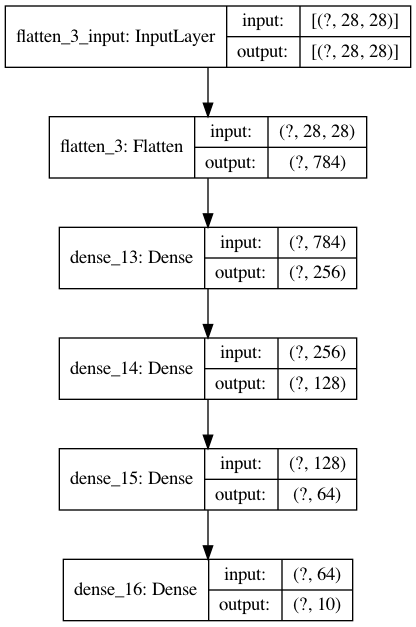 flatten_3_input: InputLayer
input:
[(?, 28, 28)]
output:
[(?, 28, 28)]
flatten_3: Flatten
input:
(?, 28, 28)
output:
(?, 784)
dense_13: Dense
input:
(?, 784)
output:
(?, 256)
dense_14: Dense
input:
(?, 256)
output:
(?, 128)
dense_15: Dense
input:
(?, 128)
output:
(?, 64)
dense_16: Dense
input:
(?, 64)
output:
(?, 10)